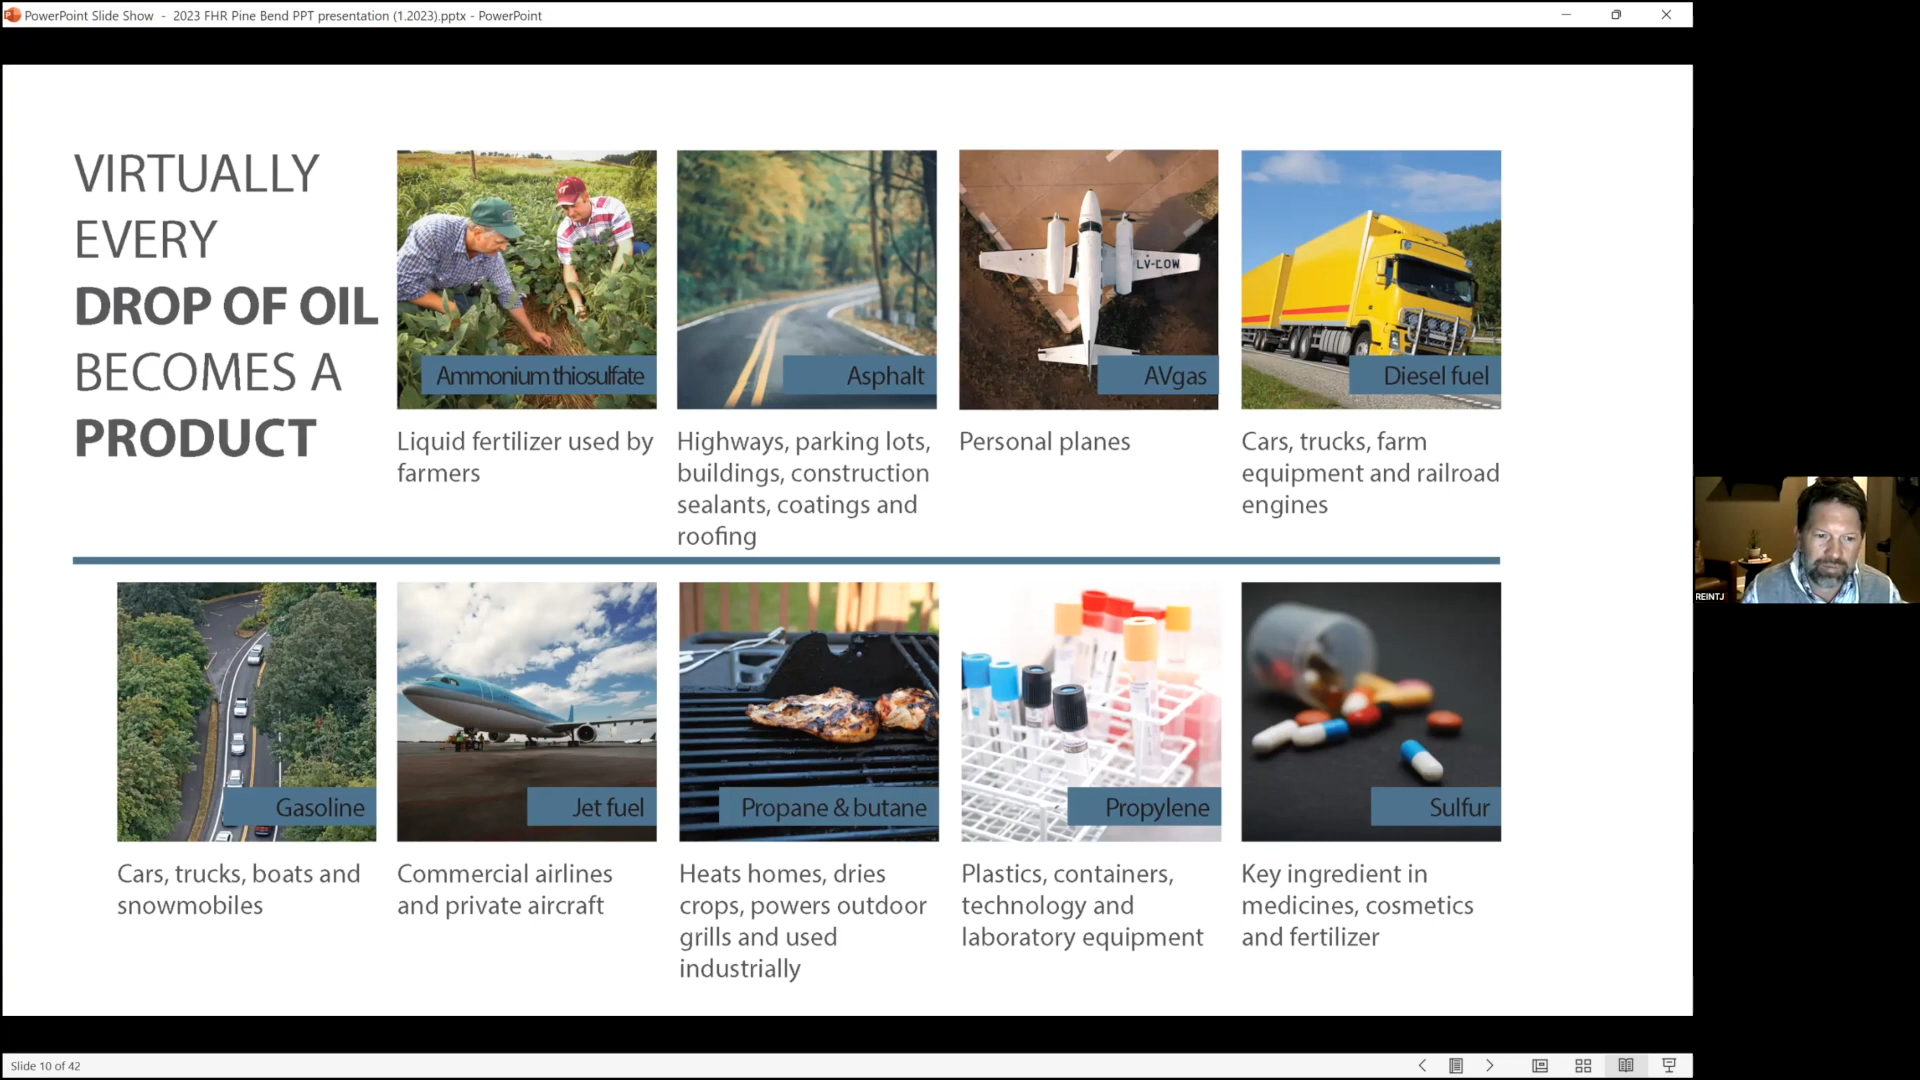 PowerPoint Slide Show - 2023 FHR Pine Bend PPT presentation (1.2023).pptx - PowerPoint
VIRTUALLY
EVERY
DROP OF OIL
BECOMES A
PRODUCT
Ammonium thiosulfate
Liquid fertilizer used by
farmers
Asphalt
Highways, parking lots,
buildings, construction
sealants, coatings and
roofing
LV-COW
AVgas
Personal planes
Diesel fuel
Cars, trucks, farm
equipment and railroad
engines
Gasoline
Cars, trucks, boats and
snowmobiles
Jet fuel
Commercial airlines
and private aircraft
Propane & butane
Heats homes, dries
crops, powers outdoor
grills and used
industrially
Propylene
Plastics, containers,
technology and
laboratory equipment
Sulfur
Key ingredient in
medicines, cosmetics
and fertilizer
REINTJ
Slide 10 of 42